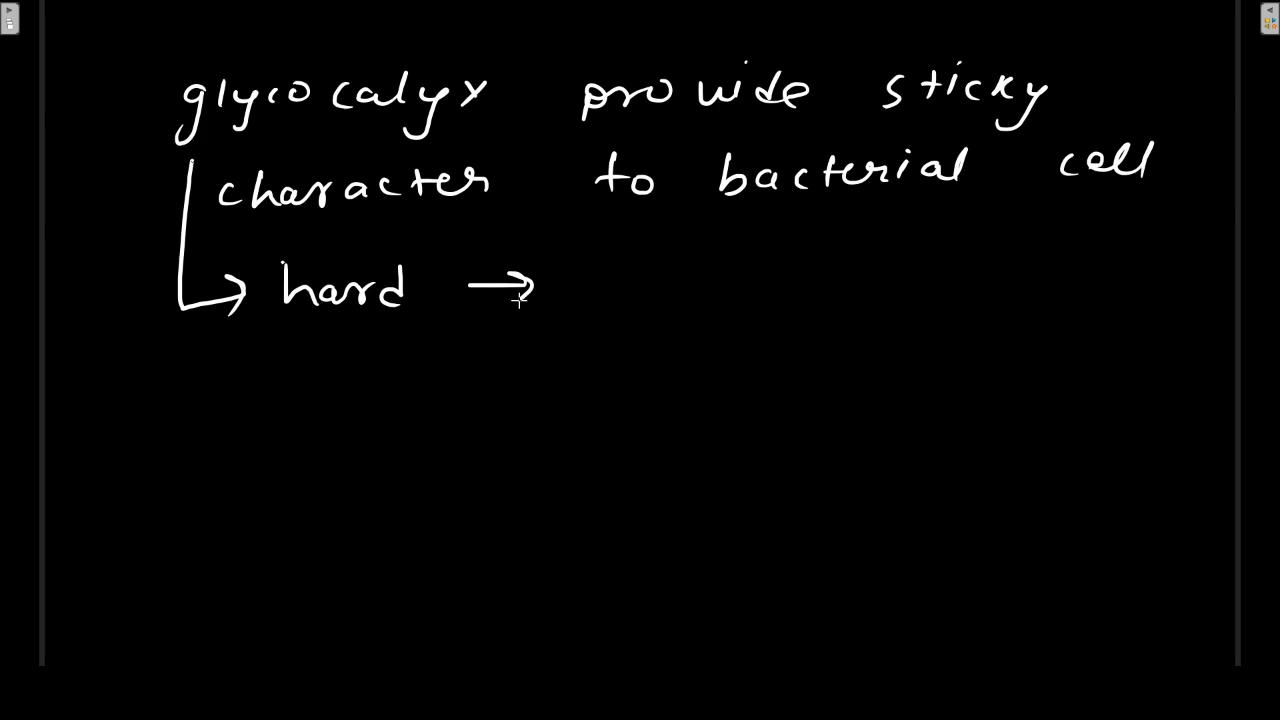 glycocalyx provide sticky
character to bacterial cell
→ hard →